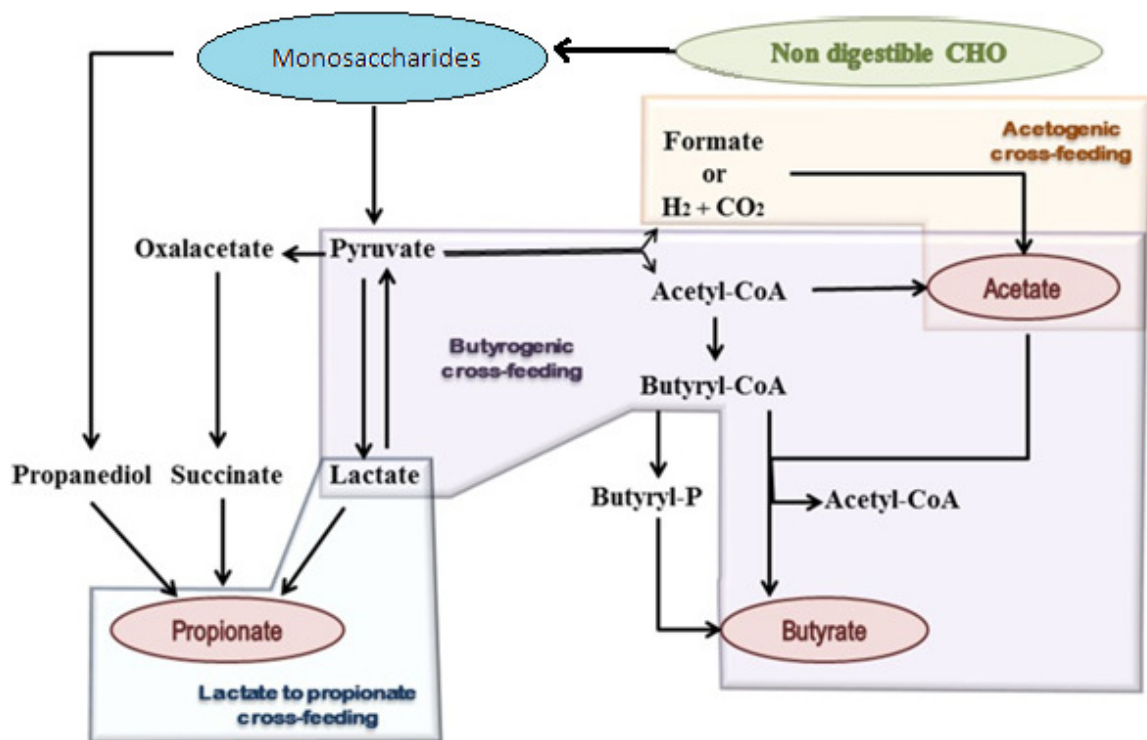 Monosaccharides
Non digestible CHO
Acetogenic
cross-feeding
Formate
or
H₂ + CO₂
Oxalacetate
Pyruvate
Acetyl-CoA
Acetate
Butyrogenic
cross-feeding
Butyryl-CoA
Propanediol
Succinate
Lactate
Butyryl-P
Acetyl-CoA
Propionate
Butyrate
Lactate to propionate
cross-feeding